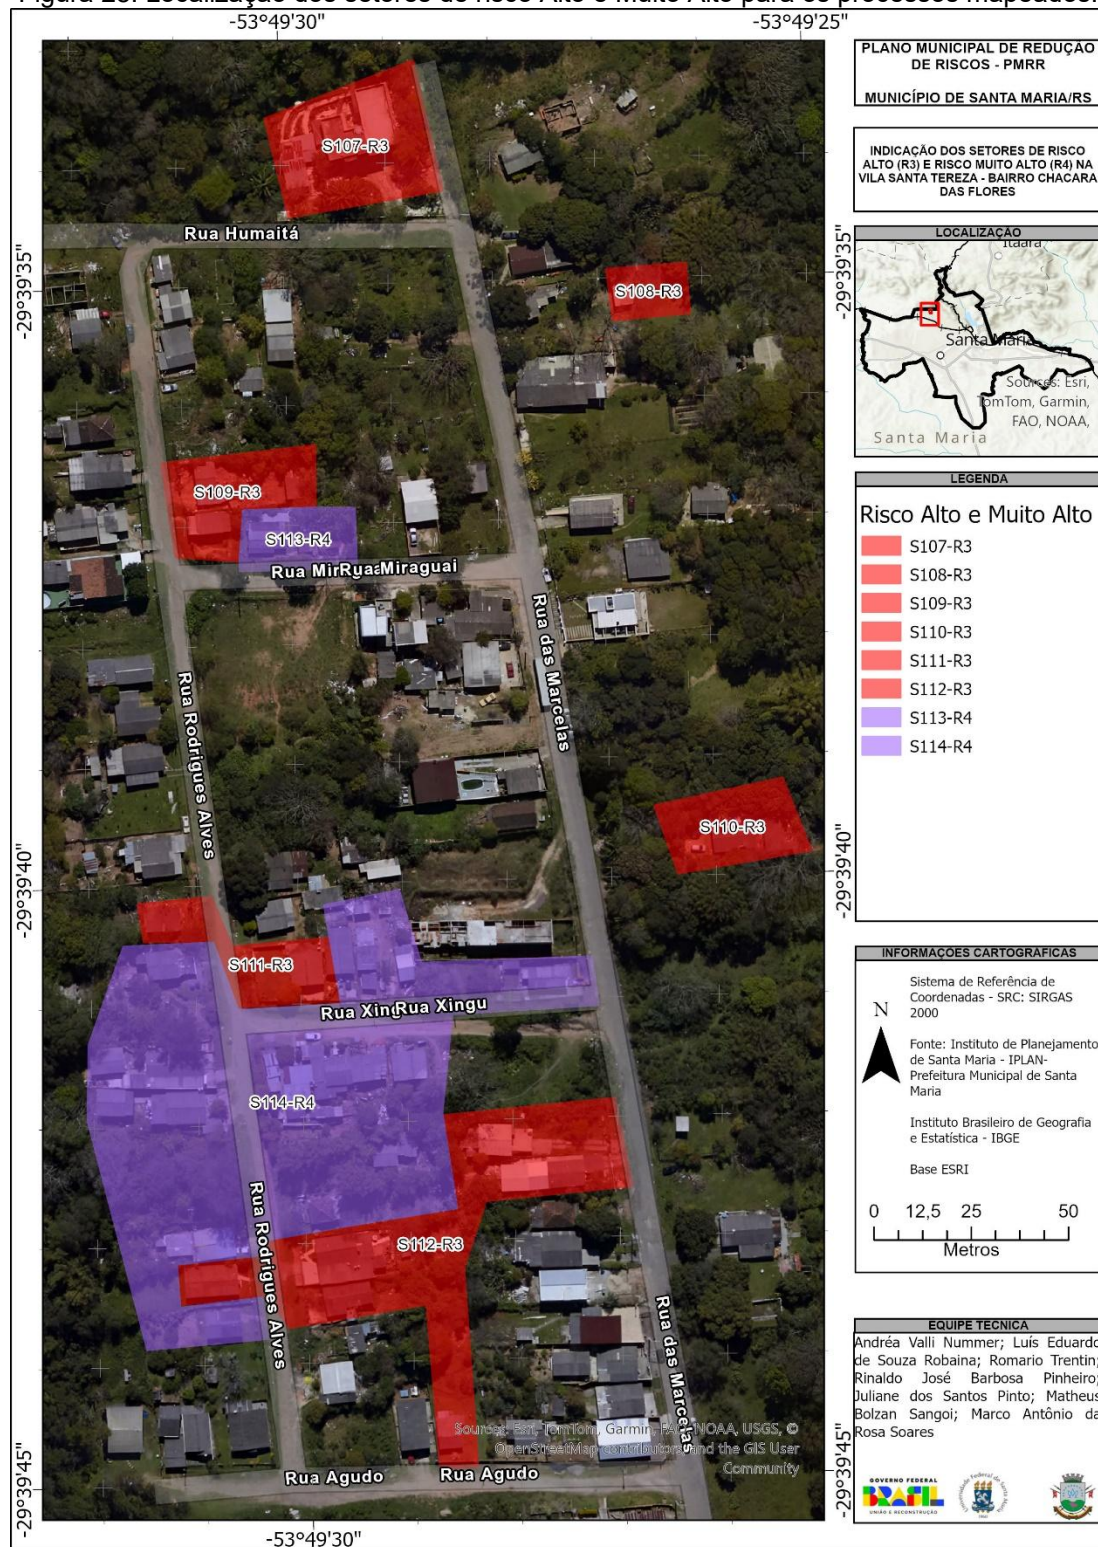 Figura 23. Localização dos setores de risco Alto e Muito Alto para os processos mapeados.
-53°49'30"
-53°49'25"
PLANO MUNICIPAL DE REDUÇÃO
DE RISCOS - PMRR
MUNICÍPIO DE SANTA MARIA/RS
INDICAÇÃO DOS SETORES DE RISCO
ALTO (R3) E RISCO MUITO ALTO (R4) NA
VILA SANTA TEREZA - BAIRRO CHACARA
DAS FLORES
LOCALIZAÇÃO
Itaara
Santa Maria
Sources: Esri,
TomTom, Garmin,
FAO, NOAA,
Santa Maria
LEGENDA
Risco Alto e Muito Alto
S107-R3
S108-R3
S109-R3
S110-R3
S111-R3
S112-R3
S113-R4
S114-R4
INFORMAÇÕES CARTOGRÁFICAS
Sistema de Referência de
Coordenadas - SRC: SIRGAS
2000
N
Fonte: Instituto de Planejamento
de Santa Maria - IPLAN-
Prefeitura Municipal de Santa
Maria
Instituto Brasileiro de Geografia
e Estatística - IBGE
Base ESRI
0 12,5 25 50
Metros
EQUIPE TECNICA
Andréa Valli Nummer; Luís Eduardo
de Souza Robaina; Romario Trentin;
Rinaldo José Barbosa Pinheiro;
Juliane dos Santos Pinto; Matheus
Bolzan Sangoi; Marco Antônio da
Rosa Soares
GOVERNO FEDERAL
BRASIL
UNIÃO E RECONSTRUÇÃO
S107-R3
Rua Humaitá
-29°39'35"
-29°39'35"
S108-R3
S109-R3
S113-R4
Rua Mir
Rua Miraguai
Rua das Marcelas
Rua Rodrigues Alves
S110-R3
-29°39'40"
-29°39'40"
S111-R3
Rua Xing
Rua Xingu
S114-R4
S112-R3
Rua Rodrigues Alves
Rua das Marcelas
Sources: Esri, TomTom, Garmin, FAO, NOAA, USGS, ©
OpenStreetMap contributors, and the GIS User
Community
Rua Agudo
Rua Agudo
-29°39'45"
-29°39'45"
-53°49'30"